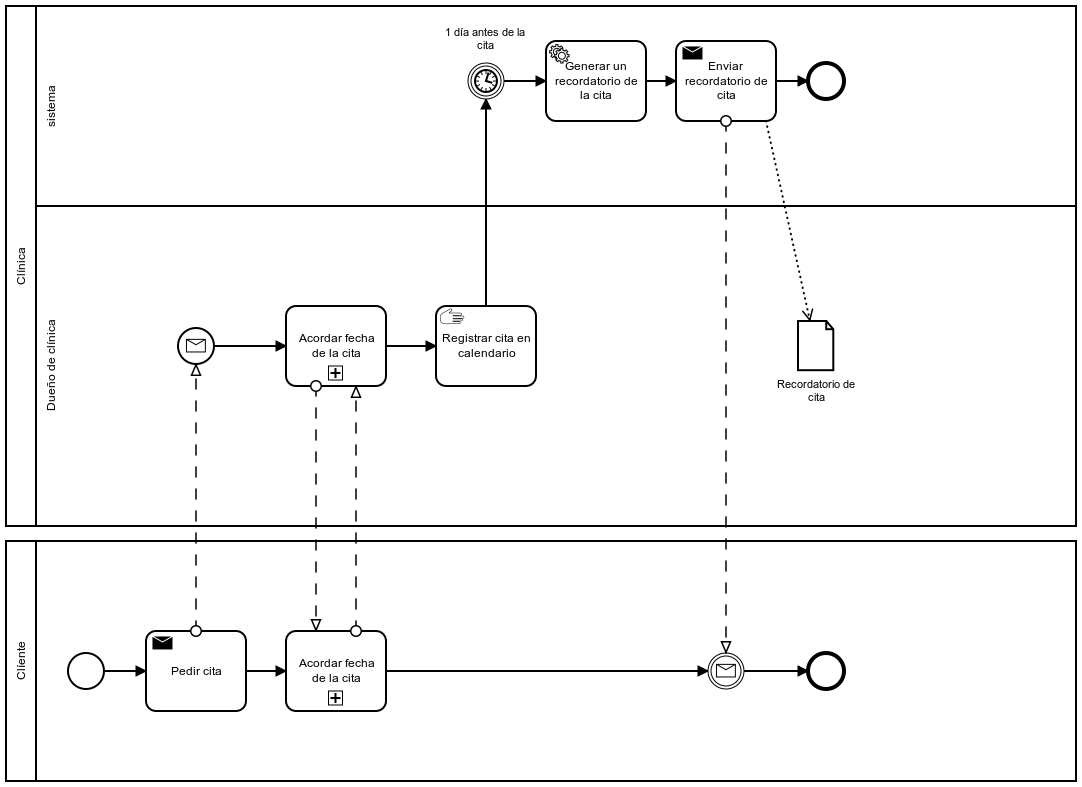 Clínica
sistema
1 día antes de la
cita
Generar un
recordatorio de
la cita
Enviar
recordatorio de
cita
Dueño de clínica
Acordar fecha
de la cita
Registrar cita en
calendario
Recordatorio de
cita
Cliente
Pedir cita
Acordar fecha
de la cita